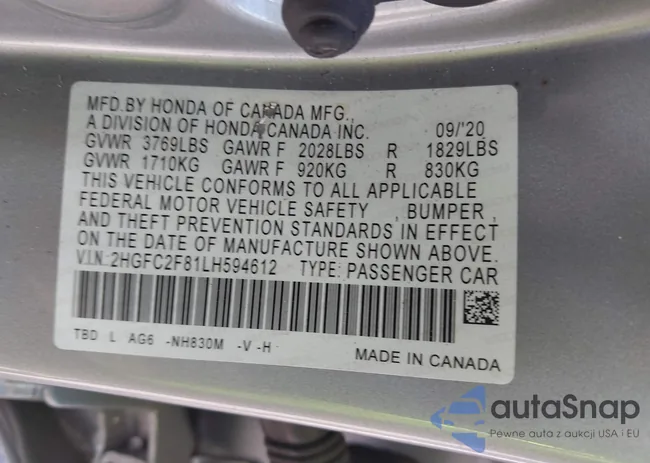 MFD.BY HONDA OF CANADA MFG.,
A DIVISION OF HONDA CANADA INC. 09/'20
GVWR 3769LBS GAWR F 2028LBS R 1829LBS
GVWR 1710KG GAWR F 920KG R 830KG
THIS VEHICLE CONFORMS TO ALL APPLICABLE
FEDERAL MOTOR VEHICLE SAFETY , BUMPER ,
AND THEFT PREVENTION STANDARDS IN EFFECT
ON THE DATE OF MANUFACTURE SHOWN ABOVE.
V.I.N.:2HGFC2F81LH594612 TYPE: PASSENGER CAR
TBD L AG6 -NH830M -V -H
MADE IN CANADA
autaSnap
Pewne auta z aukcji USA i EU